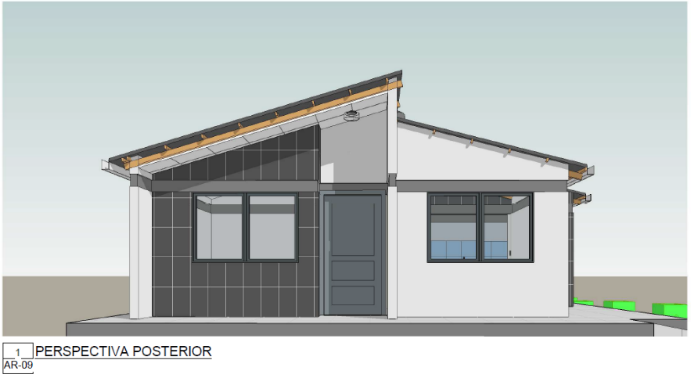 1 PERSPECTIVA POSTERIOR
AR-09